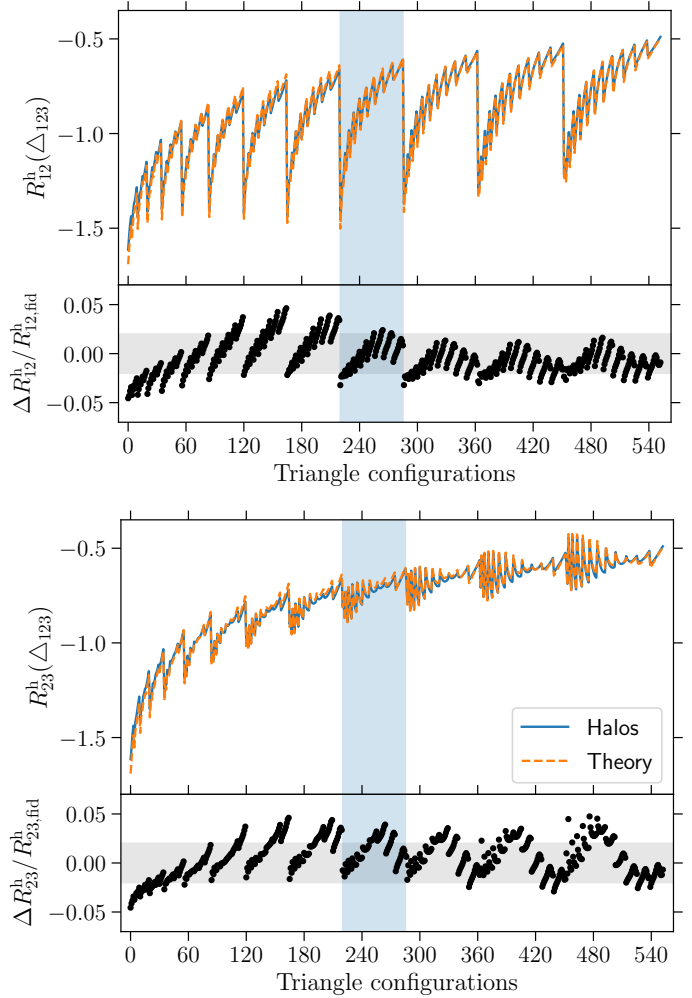 −0.5
−1.0
−1.5
R^h_12(△_123)
0.05
0.00
−0.05
ΔR^h_12/R^h_12,fid
0 60 120 180 240 300 360 420 480 540
Triangle configurations
−0.5
−1.0
−1.5
R^h_23(△_123)
Halos
Theory
0.05
0.00
−0.05
ΔR^h_23/R^h_23,fid
0 60 120 180 240 300 360 420 480 540
Triangle configurations